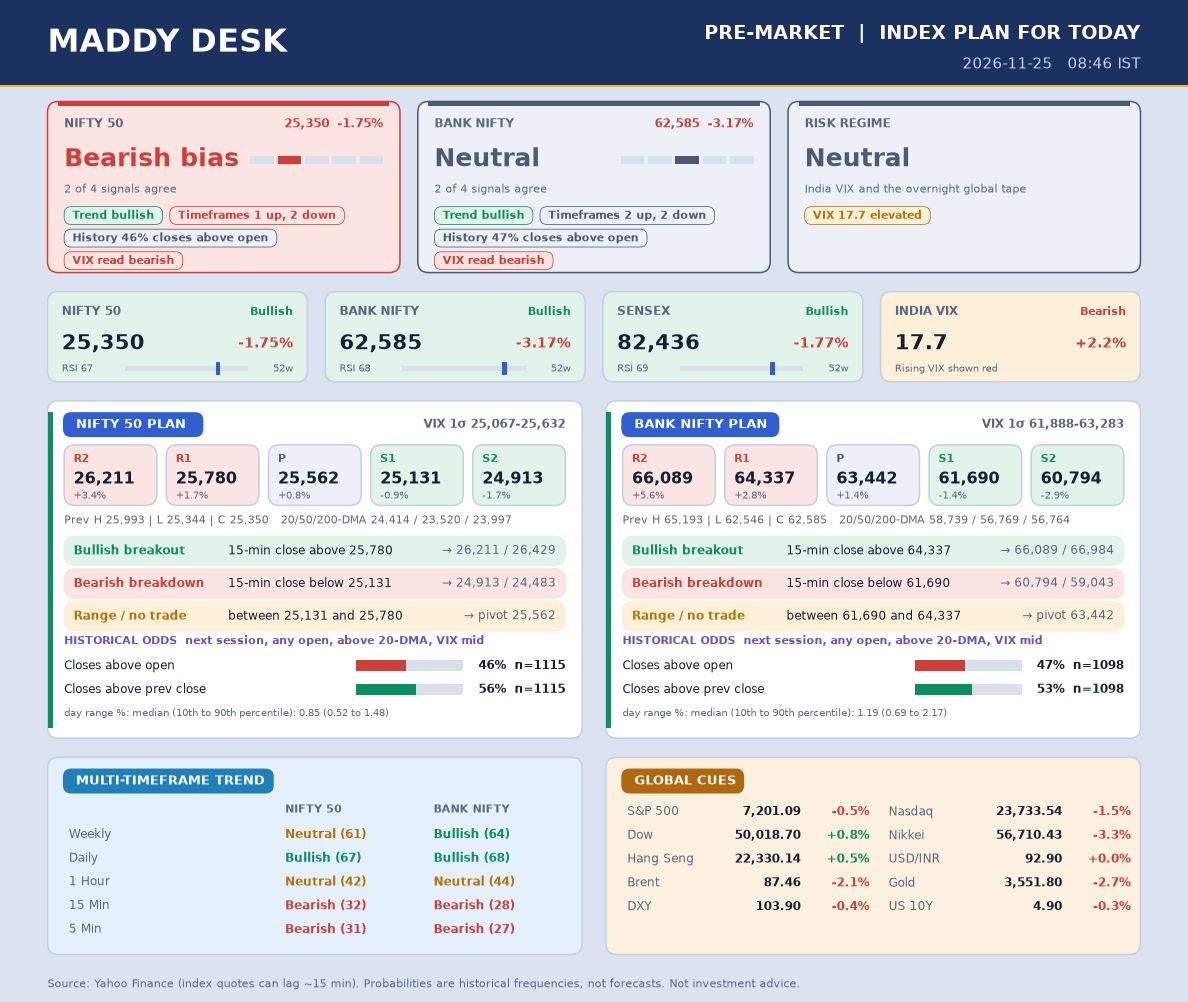 MADDY DESK
PRE-MARKET | INDEX PLAN FOR TODAY
2026-11-25 08:46 IST
NIFTY 50 25,350 -1.75%
Bearish bias
2 of 4 signals agree
Trend bullish Timeframes 1 up, 2 down
History 46% closes above open
VIX read bearish
BANK NIFTY 62,585 -3.17%
Neutral
2 of 4 signals agree
Trend bullish Timeframes 2 up, 2 down
History 47% closes above open
VIX read bearish
RISK REGIME
Neutral
India VIX and the overnight global tape
VIX 17.7 elevated
NIFTY 50 Bullish
25,350 -1.75%
RSI 67 52w
BANK NIFTY Bullish
62,585 -3.17%
RSI 68 52w
SENSEX Bullish
82,436 -1.77%
RSI 69 52w
INDIA VIX Bearish
17.7 +2.2%
Rising VIX shown red
NIFTY 50 PLAN VIX 1σ 25,067-25,632
R2 R1 P S1 S2
26,211 25,780 25,562 25,131 24,913
+3.4% +1.7% +0.8% -0.9% -1.7%
Prev H 25,993 | L 25,344 | C 25,350 20/50/200-DMA 24,414 / 23,520 / 23,997
Bullish breakout 15-min close above 25,780 → 26,211 / 26,429
Bearish breakdown 15-min close below 25,131 → 24,913 / 24,483
Range / no trade between 25,131 and 25,780 → pivot 25,562
HISTORICAL ODDS next session, any open, above 20-DMA, VIX mid
Closes above open 46% n=1115
Closes above prev close 56% n=1115
day range %: median (10th to 90th percentile): 0.85 (0.52 to 1.48)
BANK NIFTY PLAN VIX 1σ 61,888-63,283
R2 R1 P S1 S2
66,089 64,337 63,442 61,690 60,794
+5.6% +2.8% +1.4% -1.4% -2.9%
Prev H 65,193 | L 62,546 | C 62,585 20/50/200-DMA 58,739 / 56,769 / 56,764
Bullish breakout 15-min close above 64,337 → 66,089 / 66,984
Bearish breakdown 15-min close below 61,690 → 60,794 / 59,043
Range / no trade between 61,690 and 64,337 → pivot 63,442
HISTORICAL ODDS next session, any open, above 20-DMA, VIX mid
Closes above open 47% n=1098
Closes above prev close 53% n=1098
day range %: median (10th to 90th percentile): 1.19 (0.69 to 2.17)
MULTI-TIMEFRAME TREND
NIFTY 50 BANK NIFTY
Weekly Neutral (61) Bullish (64)
Daily Bullish (67) Bullish (68)
1 Hour Neutral (42) Neutral (44)
15 Min Bearish (32) Bearish (28)
5 Min Bearish (31) Bearish (27)
GLOBAL CUES
S&P 500 7,201.09 -0.5% Nasdaq 23,733.54 -1.5%
Dow 50,018.70 +0.8% Nikkei 56,710.43 -3.3%
Hang Seng 22,330.14 +0.5% USD/INR 92.90 +0.0%
Brent 87.46 -2.1% Gold 3,551.80 -2.7%
DXY 103.90 -0.4% US 10Y 4.90 -0.3%
Source: Yahoo Finance (index quotes can lag ~15 min). Probabilities are historical frequencies, not forecasts. Not investment advice.